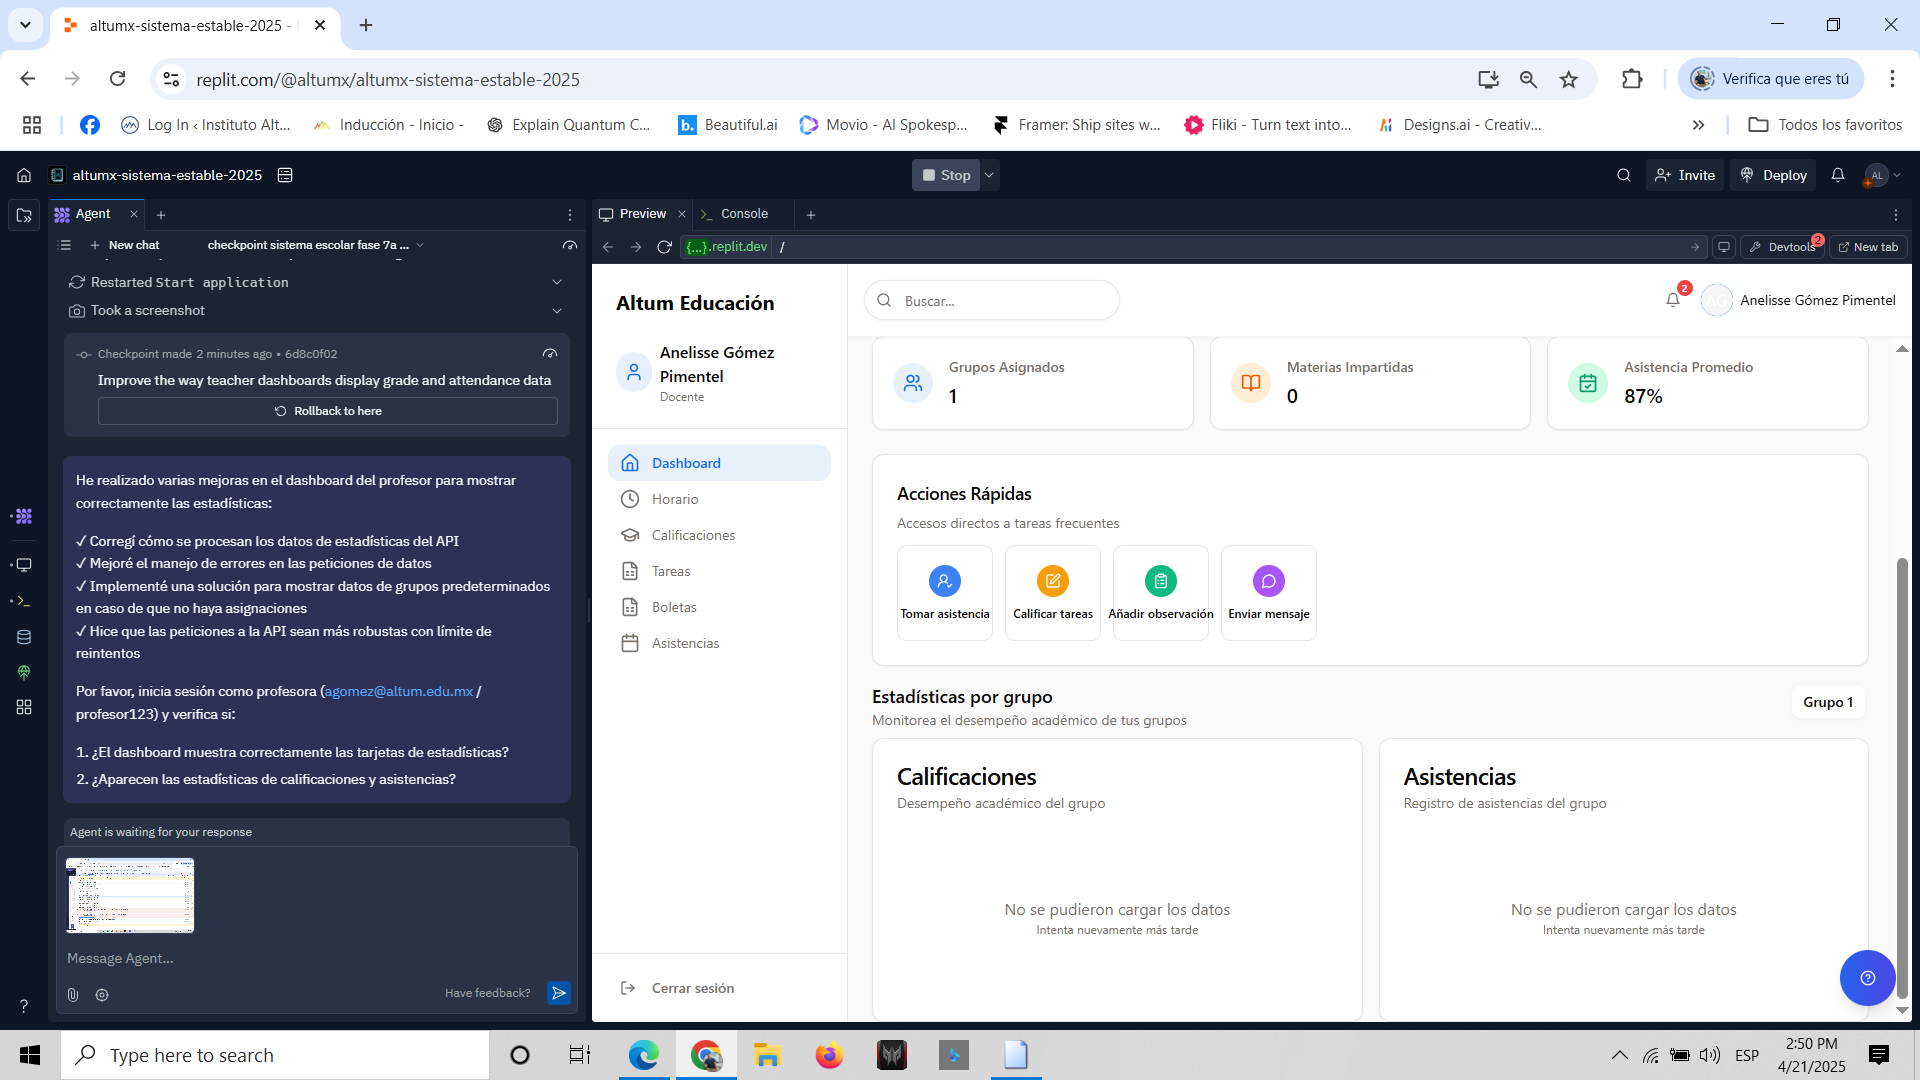 altumx-sistema-estable-2025 -
replit.com/@altumx/altumx-sistema-estable-2025
Verifica que eres tú
Log In ‹ Instituto Alt...
Inducción - Inicio -
Explain Quantum C...
b.
Beautiful.ai
Movio - AI Spokesp...
Framer: Ship sites w...
Fliki - Turn text into...
Designs.ai - Creativ...
Todos los favoritos
altumx-sistema-estable-2025
Stop
Invite
Deploy
AL
Agent
Preview
Console
New chat
checkpoint sistema escolar fase 7a ...
{...}.replit.dev
/
Devtools
2
New tab
Restarted Start application
Took a screenshot
Checkpoint made 2 minutes ago • 6d8c0f02
Improve the way teacher dashboards display grade and attendance data
Rollback to here
He realizado varias mejoras en el dashboard del profesor para mostrar
correctamente las estadísticas:
✓ Corregí cómo se procesan los datos de estadísticas del API
✓ Mejoré el manejo de errores en las peticiones de datos
✓ Implementé una solución para mostrar datos de grupos predeterminados
en caso de que no haya asignaciones
✓ Hice que las peticiones a la API sean más robustas con límite de
reintentos
Por favor, inicia sesión como profesora (agomez@altum.edu.mx /
profesor123) y verifica si:
1. ¿El dashboard muestra correctamente las tarjetas de estadísticas?
2. ¿Aparecen las estadísticas de calificaciones y asistencias?
Agent is waiting for your response
Message Agent...
Have feedback?
Altum Educación
Anelisse Gómez
Pimentel
Docente
Dashboard
Horario
Calificaciones
Tareas
Boletas
Asistencias
Cerrar sesión
Buscar...
2
AG
Anelisse Gómez Pimentel
Grupos Asignados
1
Materias Impartidas
0
Asistencia Promedio
87%
Acciones Rápidas
Accesos directos a tareas frecuentes
Tomar asistencia
Calificar tareas
Añadir observación
Enviar mensaje
Estadísticas por grupo
Monitorea el desempeño académico de tus grupos
Grupo 1
Calificaciones
Desempeño académico del grupo
No se pudieron cargar los datos
Intenta nuevamente más tarde
Asistencias
Registro de asistencias del grupo
No se pudieron cargar los datos
Intenta nuevamente más tarde
Type here to search
ESP
2:50 PM
4/21/2025